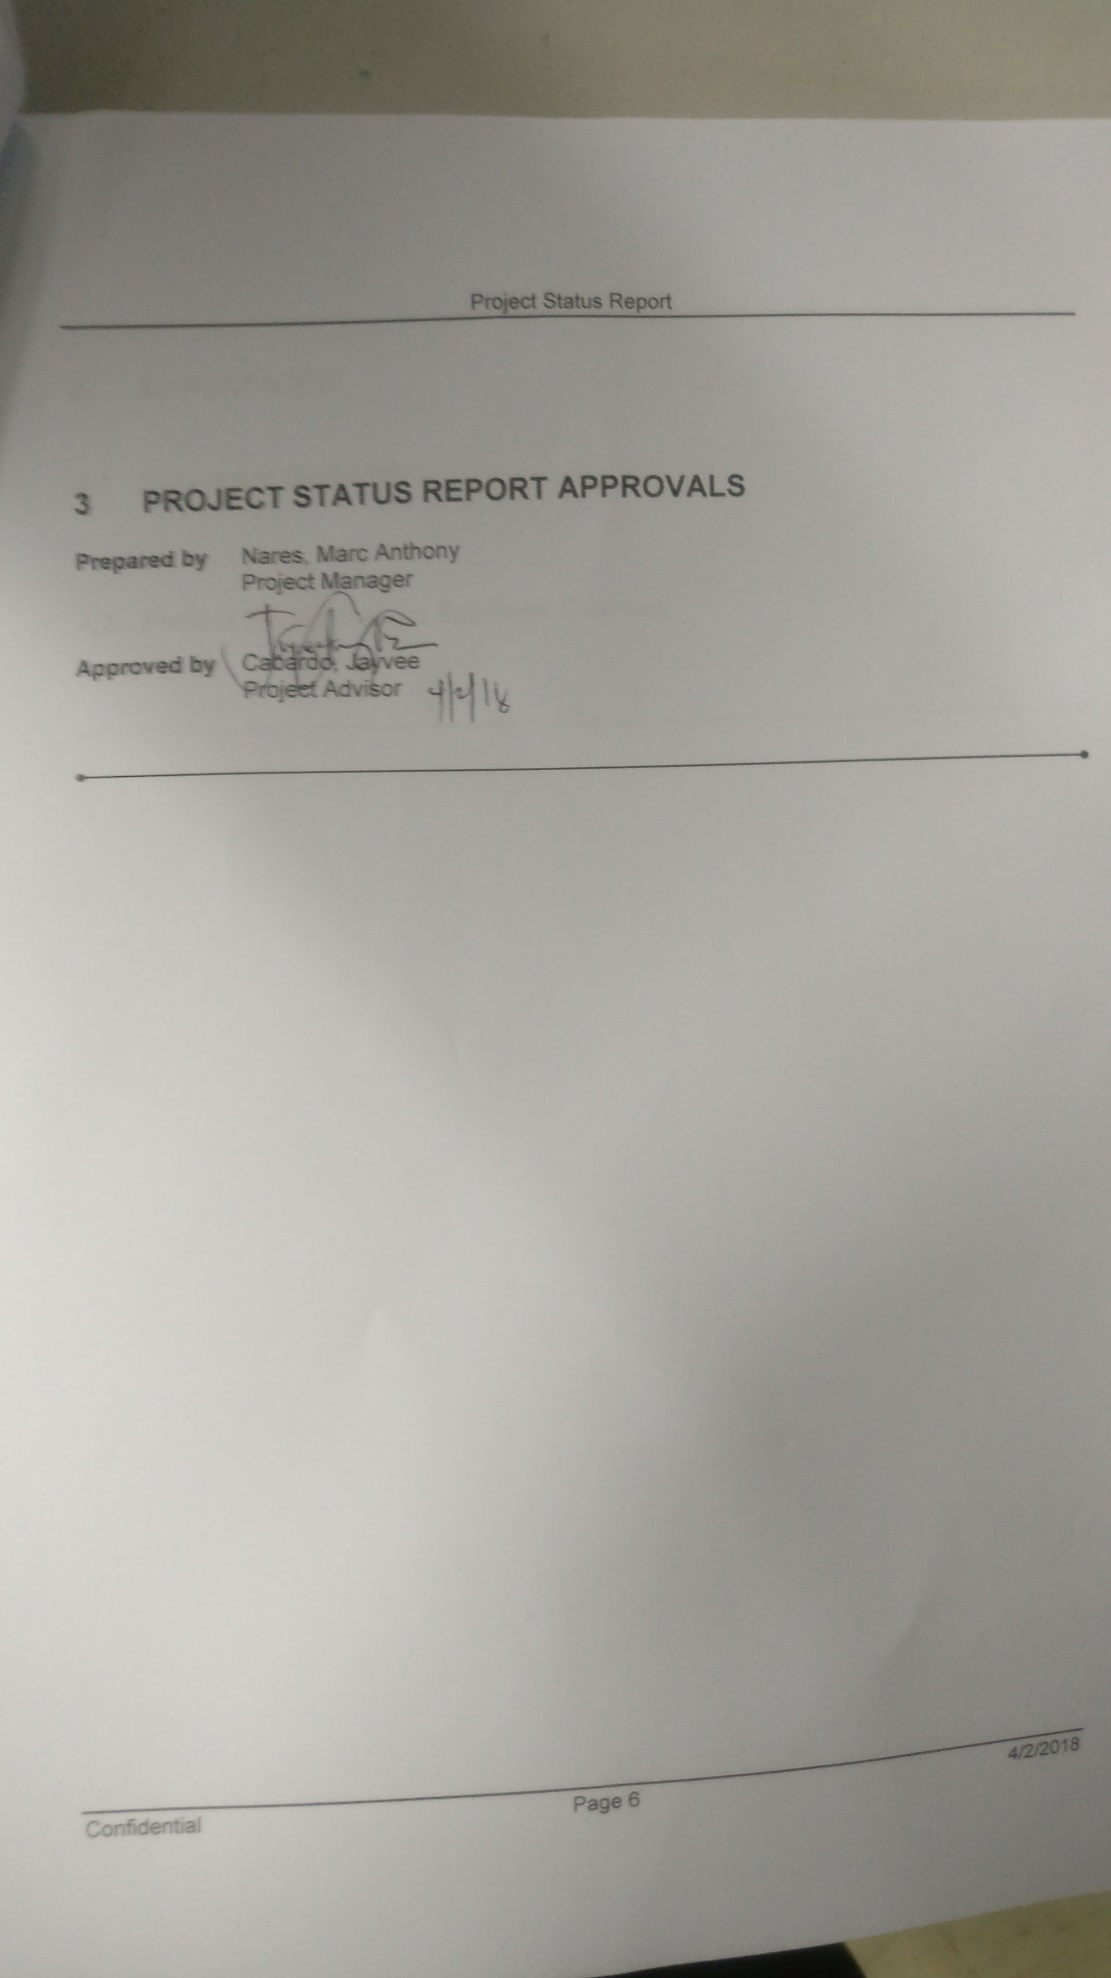 Project Status Report
3 PROJECT STATUS REPORT APPROVALS
Prepared by Nares, Marc Anthony
Project Manager
Approved by Cabardo, Jayvee
Project Advisor 4/2/18
4/2/2018
Page 6
Confidential